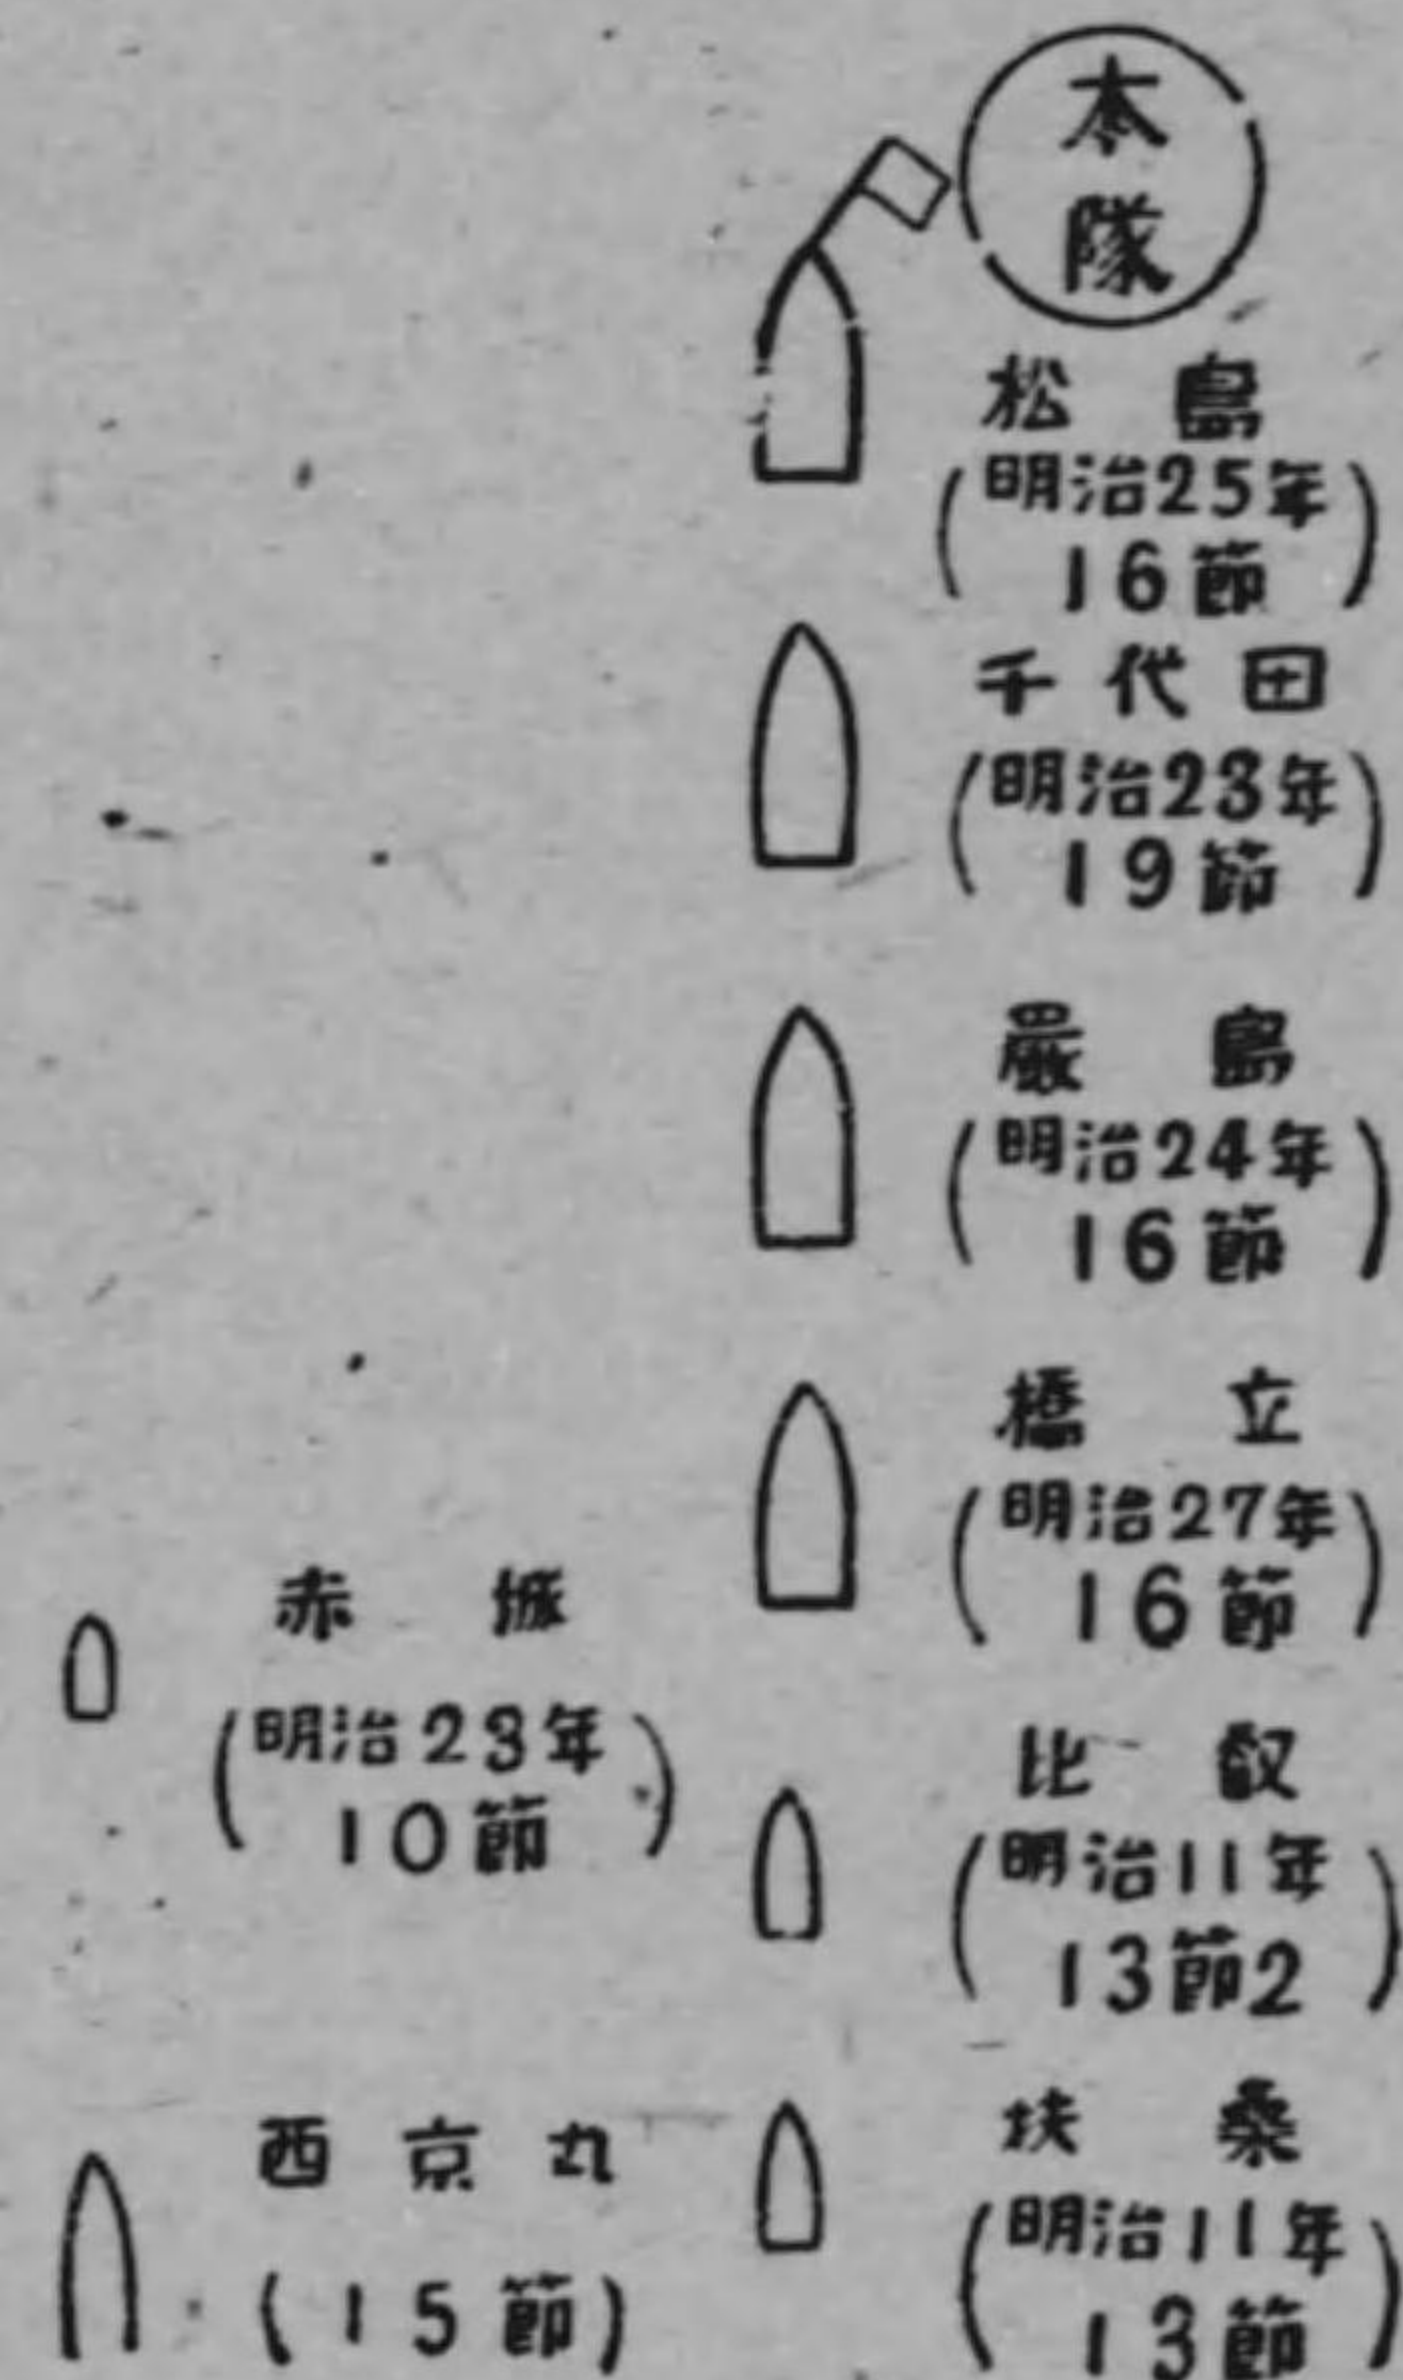 本
隊
松島
(明治25年
16節)
千代田
(明治23年
19節)
嚴島
(明治24年
16節)
橋立
(明治27年
16節)
比叡
(明治11年
13節2)
扶桑
(明治11年
13節)
赤城
(明治23年
10節)
西京丸
(15節)